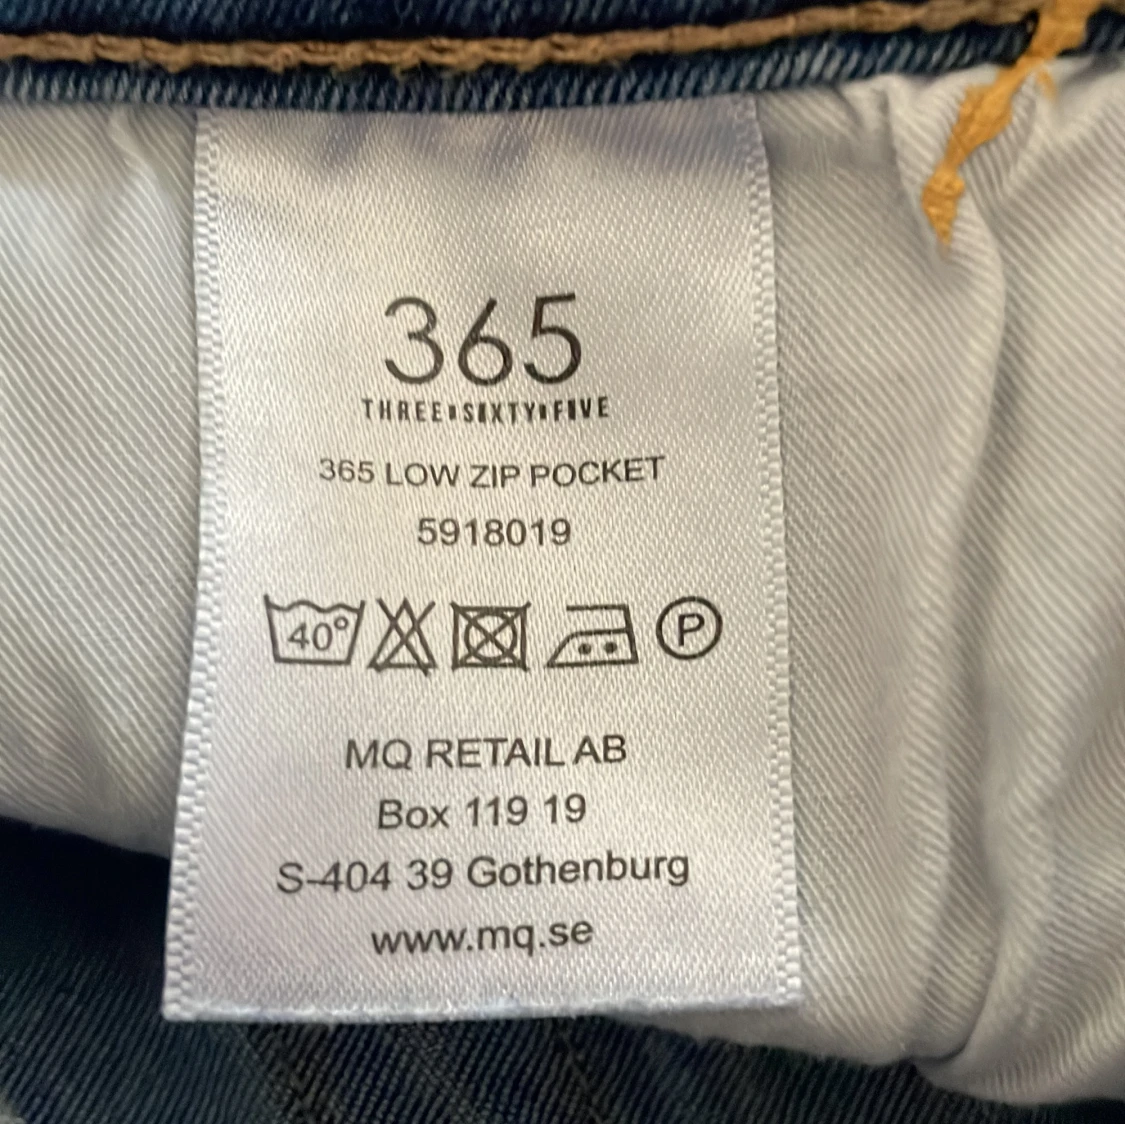 365
THREE SIXTY FIVE
365 LOW ZIP POCKET
5918019
40° P
MQ RETAIL AB
Box 119 19
S-404 39 Gothenburg
www.mq.se